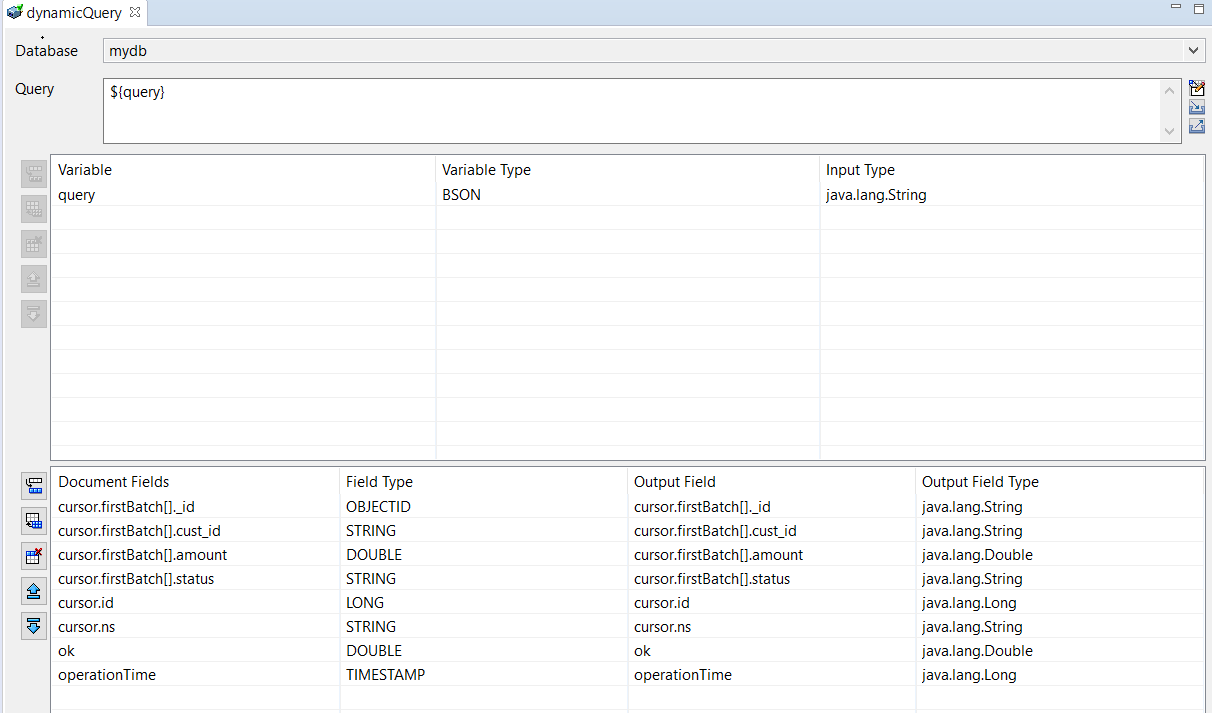 dynamicQuery
Database mydb
Query ${query}
Variable Variable Type Input Type
query BSON java.lang.String
Document Fields Field Type Output Field Output Field Type
cursor.firstBatch[]._id OBJECTID cursor.firstBatch[]._id java.lang.String
cursor.firstBatch[].cust_id STRING cursor.firstBatch[].cust_id java.lang.String
cursor.firstBatch[].amount DOUBLE cursor.firstBatch[].amount java.lang.Double
cursor.firstBatch[].status STRING cursor.firstBatch[].status java.lang.String
cursor.id LONG cursor.id java.lang.Long
cursor.ns STRING cursor.ns java.lang.String
ok DOUBLE ok java.lang.Double
operationTime TIMESTAMP operationTime java.lang.Long